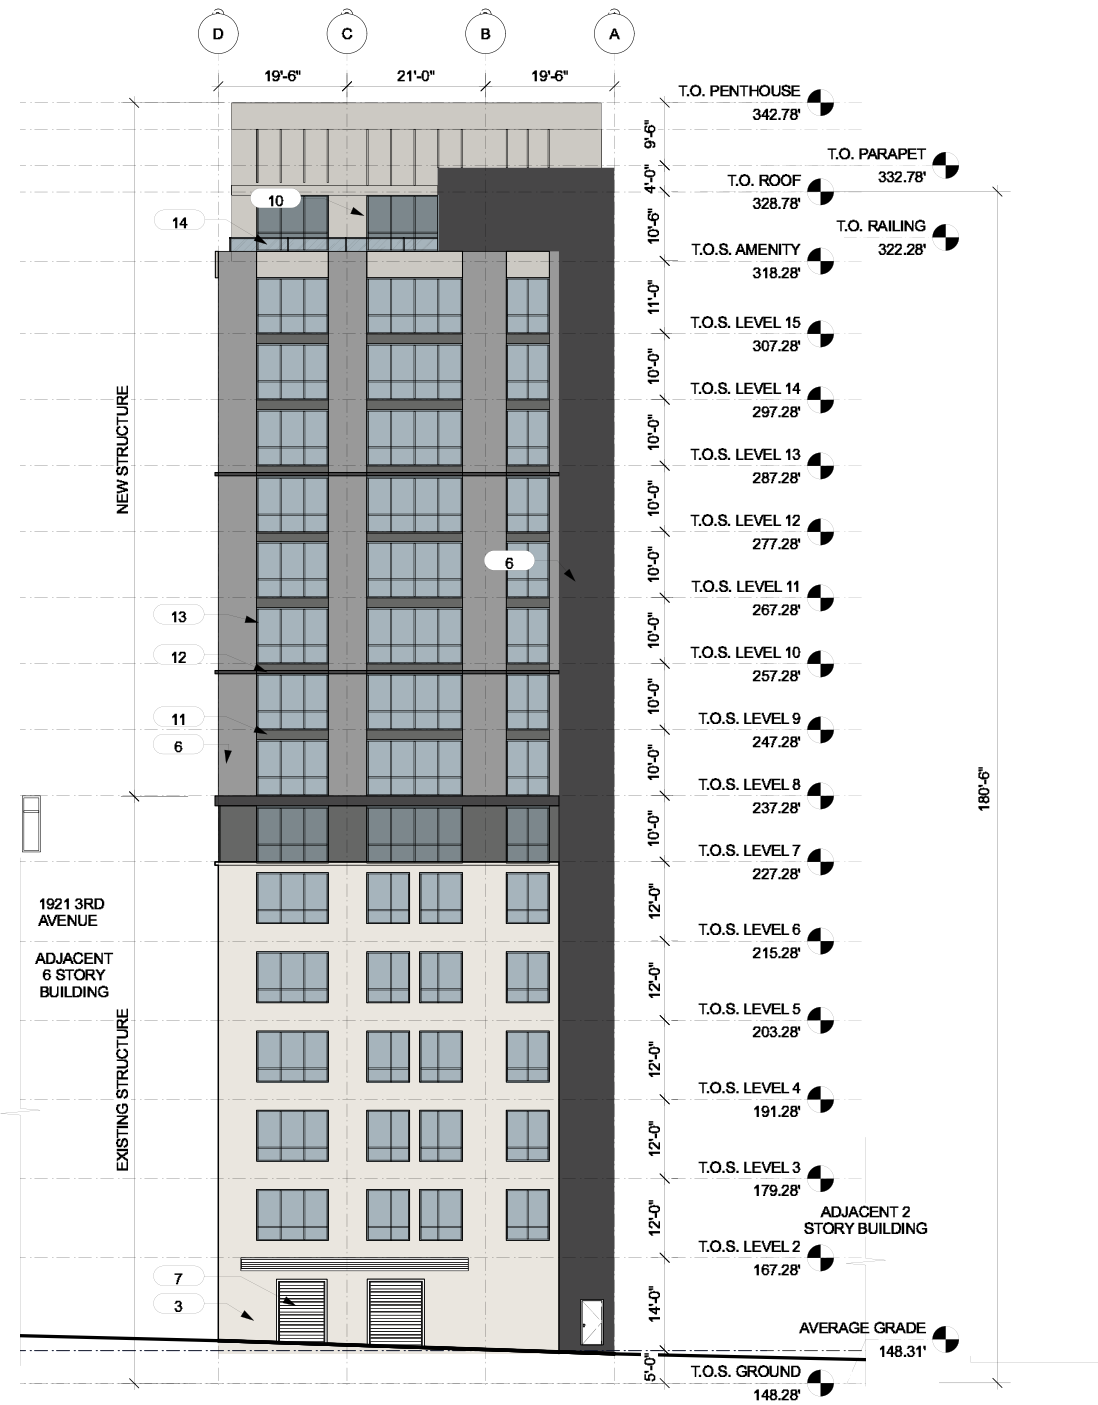 D C B A
19'-6" 21'-0" 19'-6"
T.O. PENTHOUSE
342.78'
9'-6"
T.O. PARAPET
332.78'
4'-0"
T.O. ROOF
328.78'
10
14
10'-6"
T.O. RAILING
322.28'
T.O.S. AMENITY
318.28'
11'-0"
T.O.S. LEVEL 15
307.28'
10'-0"
T.O.S. LEVEL 14
297.28'
NEW STRUCTURE
10'-0"
T.O.S. LEVEL 13
287.28'
10'-0"
T.O.S. LEVEL 12
277.28'
6
10'-0"
T.O.S. LEVEL 11
267.28'
13
10'-0"
T.O.S. LEVEL 10
257.28'
12
10'-0"
T.O.S. LEVEL 9
247.28'
11
6
10'-0"
T.O.S. LEVEL 8
237.28'
180'-6"
10'-0"
T.O.S. LEVEL 7
227.28'
1921 3RD
AVENUE
12'-0"
T.O.S. LEVEL 6
215.28'
ADJACENT
6 STORY
BUILDING
12'-0"
T.O.S. LEVEL 5
203.28'
EXISTING STRUCTURE
12'-0"
T.O.S. LEVEL 4
191.28'
12'-0"
T.O.S. LEVEL 3
179.28'
ADJACENT 2
STORY BUILDING
12'-0"
T.O.S. LEVEL 2
167.28'
7
3
14'-0"
AVERAGE GRADE
148.31'
5'-0"
T.O.S. GROUND
148.28'